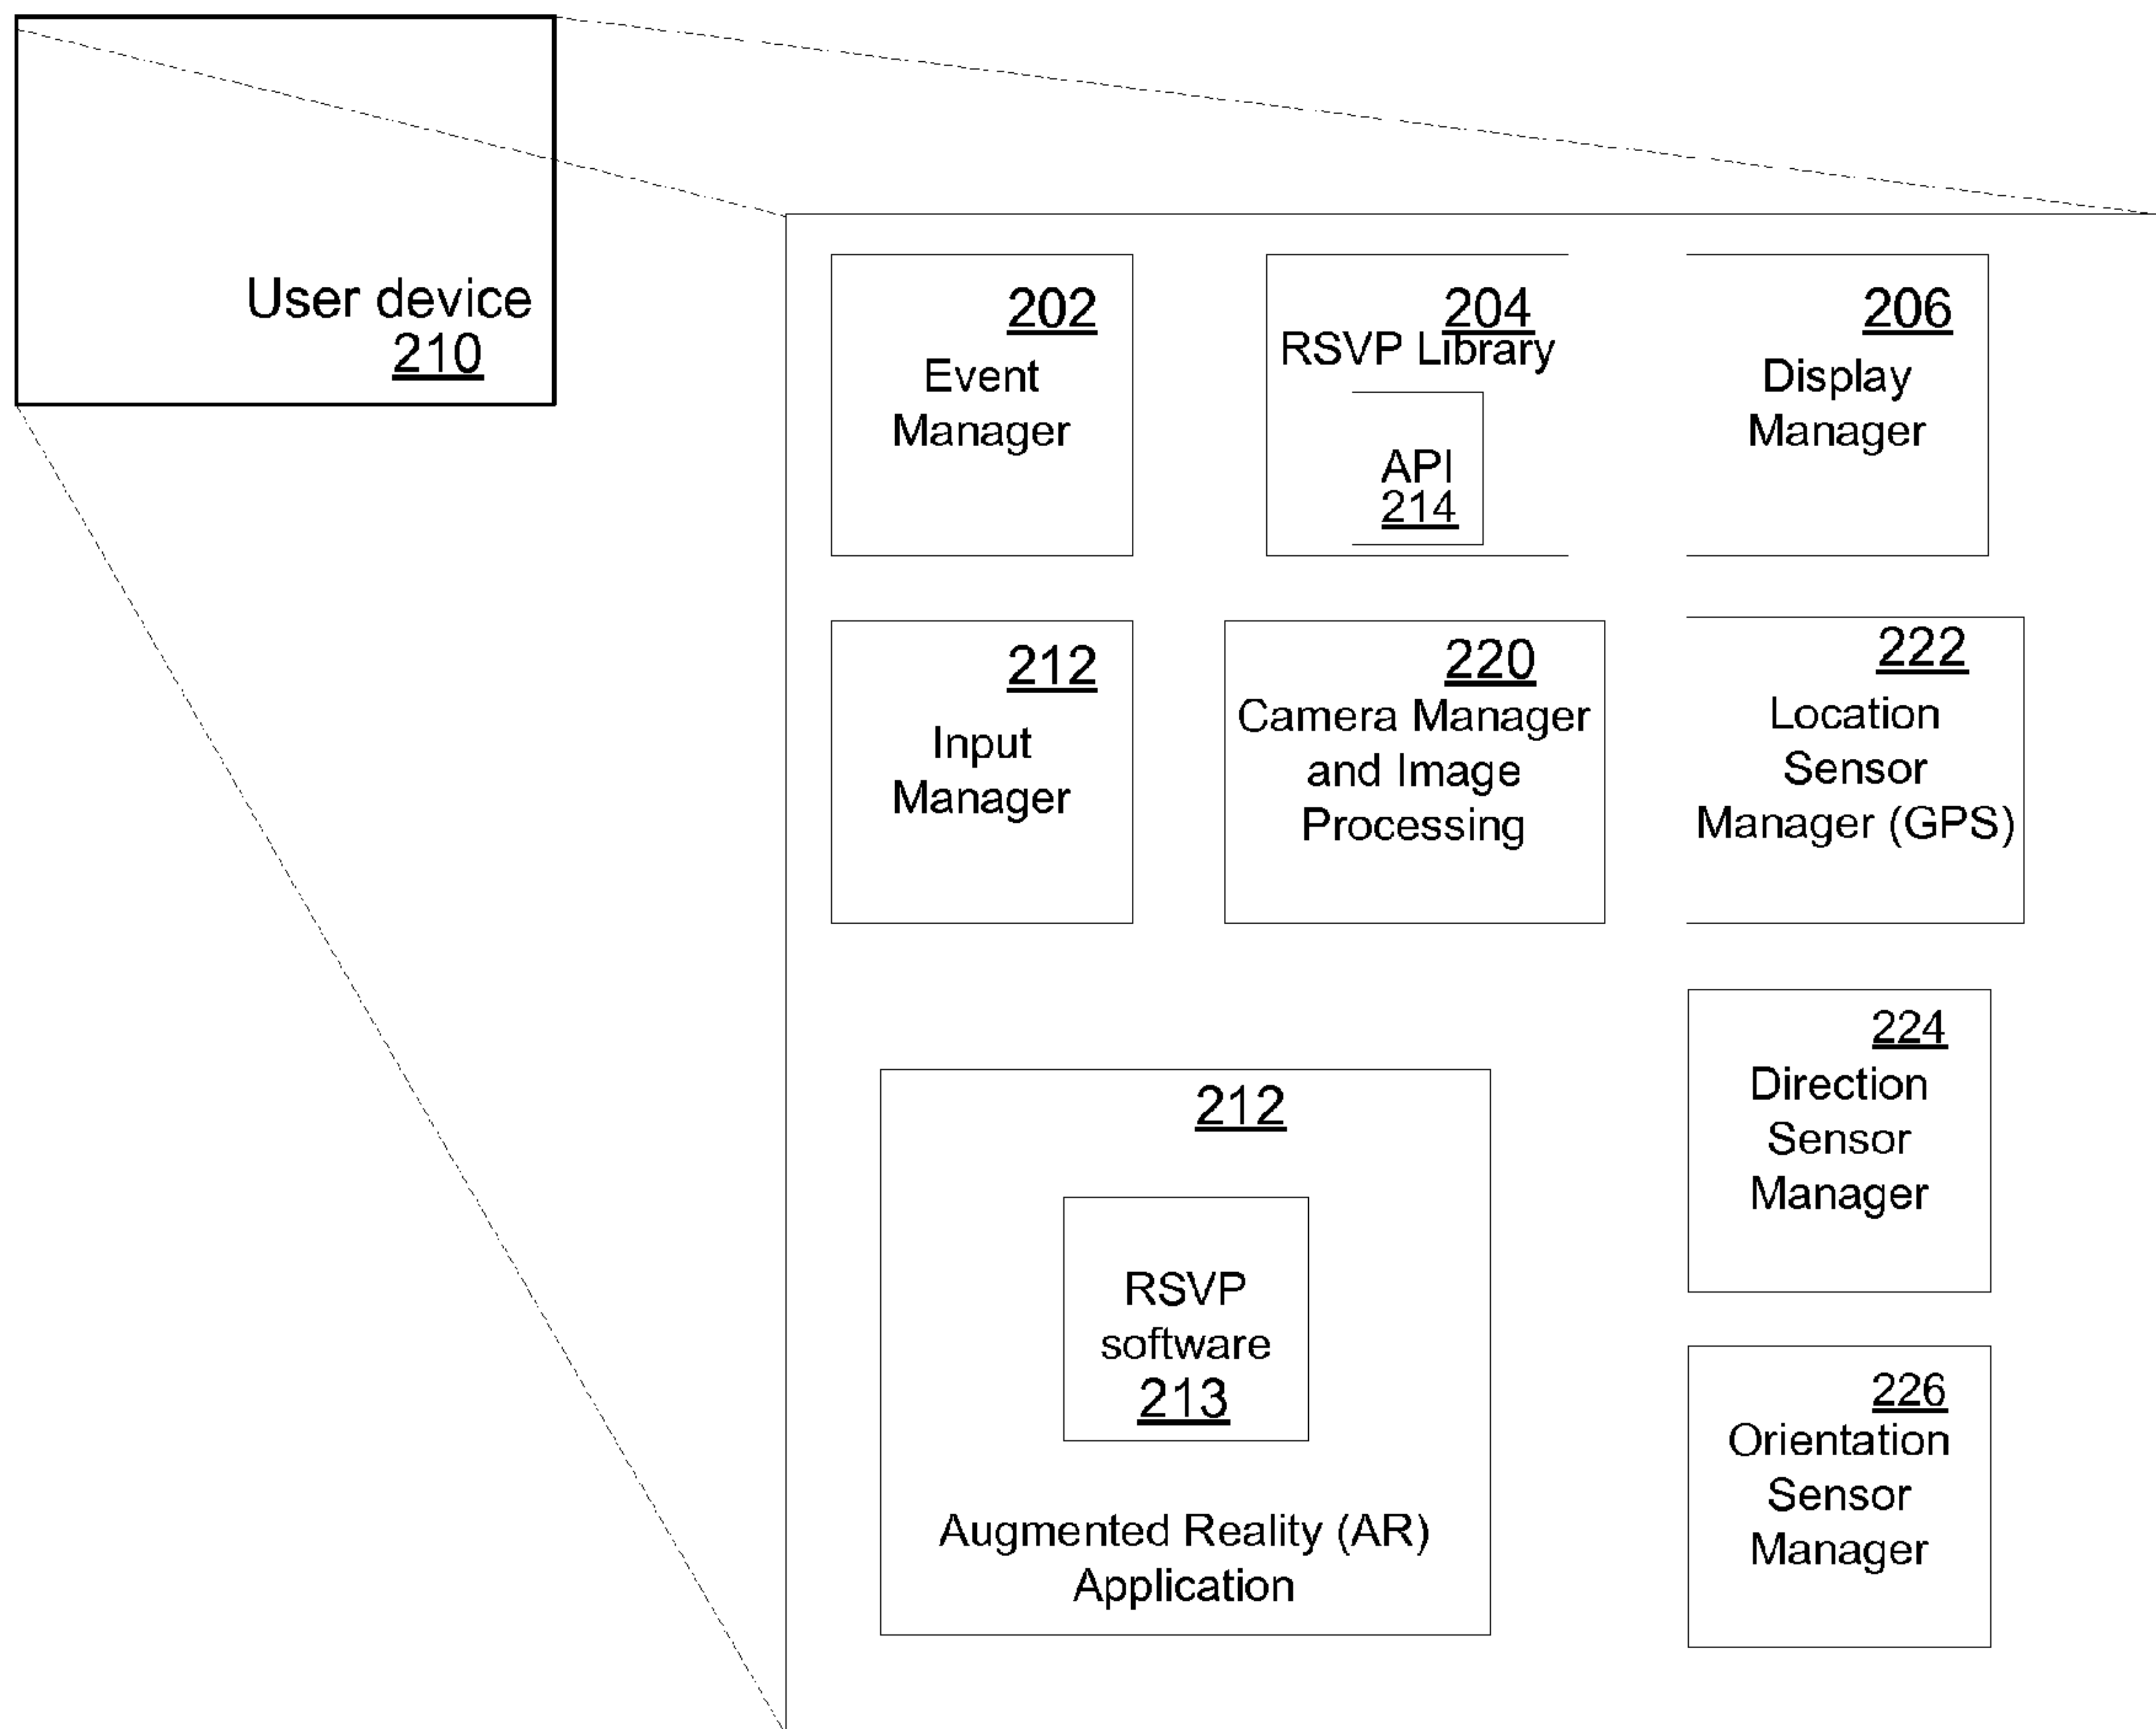 User device
210
202
Event
Manager
204
RSVP Library
API
214
206
Display
Manager
212
Input
Manager
220
Camera Manager
and Image
Processing
222
Location
Sensor
Manager (GPS)
224
Direction
Sensor
Manager
212
RSVP
software
213
Augmented Reality (AR)
Application
226
Orientation
Sensor
Manager